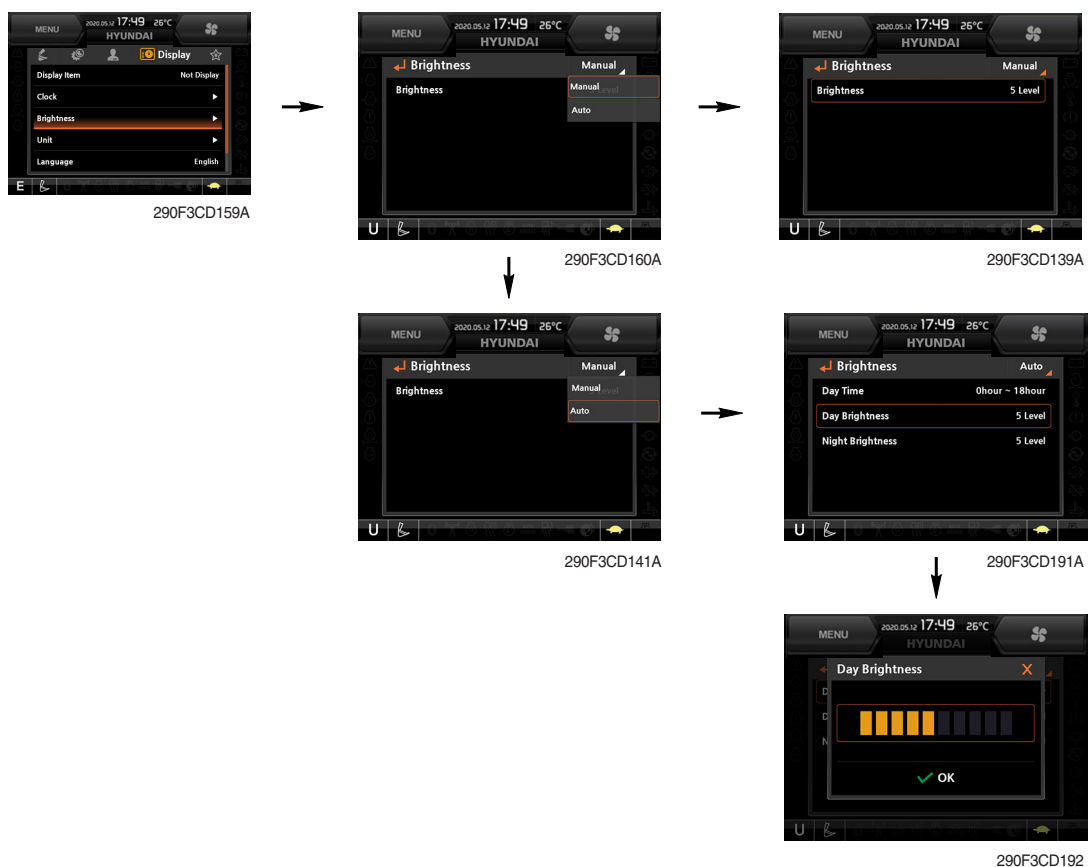 MENU 2020.05.12 17:49 26°C
HYUNDAI
Display
Display Item Not Display
Clock
Brightness
Unit
Language English
E
290F3CD159A
MENU 2020.05.12 17:49 26°C
HYUNDAI
Brightness Manual
Brightness Manual
Auto
U
290F3CD160A
MENU 2020.05.12 17:49 26°C
HYUNDAI
Brightness Manual
Brightness 5 Level
U
290F3CD139A
MENU 2020.05.12 17:49 26°C
HYUNDAI
Brightness Manual
Brightness Manual
Auto
U
290F3CD141A
MENU 2020.05.12 17:49 26°C
HYUNDAI
Brightness Auto
Day Time 0hour ~ 18hour
Day Brightness 5 Level
Night Brightness 5 Level
U
290F3CD191A
MENU 2020.05.12 17:49 26°C
HYUNDAI
Day Brightness X
OK
U
290F3CD192